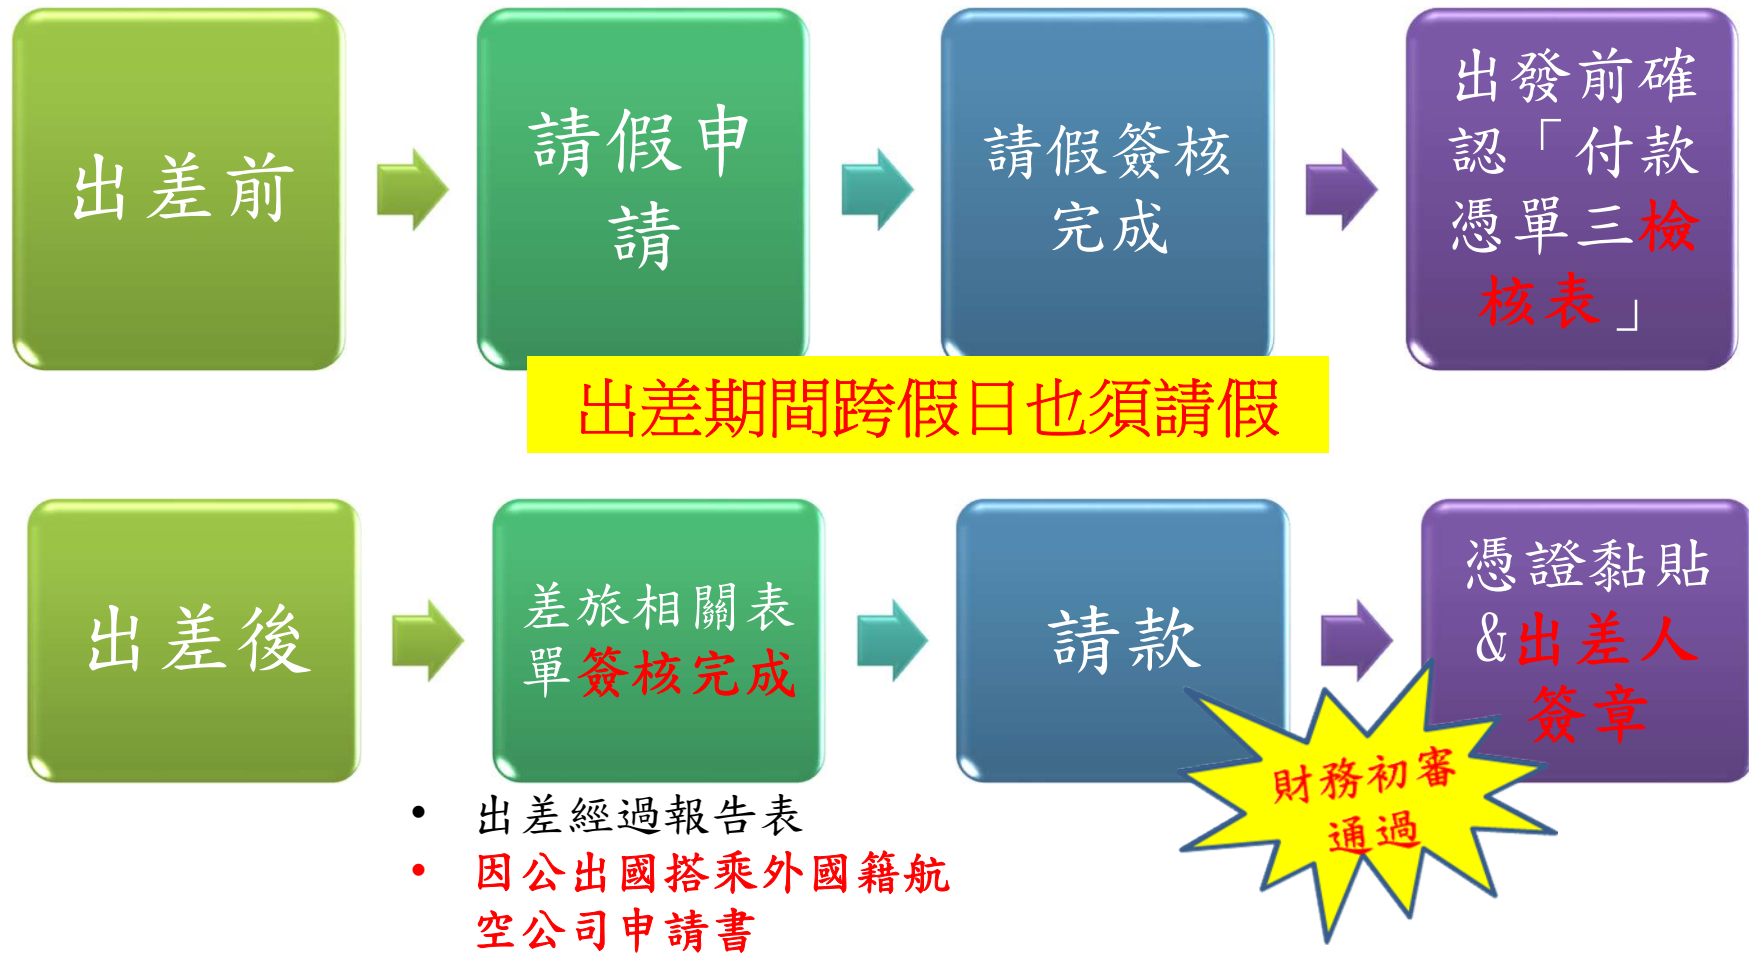 出差前
請假申
請
請假簽核
完成
出發前確
認「付款
憑單三檢
核表」
出差期間跨假日也須請假
出差後
差旅相關表
單簽核完成
請款
憑證黏貼
&出差人
簽章
財務初審
通過
• 出差經過報告表
• 因公出國搭乘外國籍航
空公司申請書